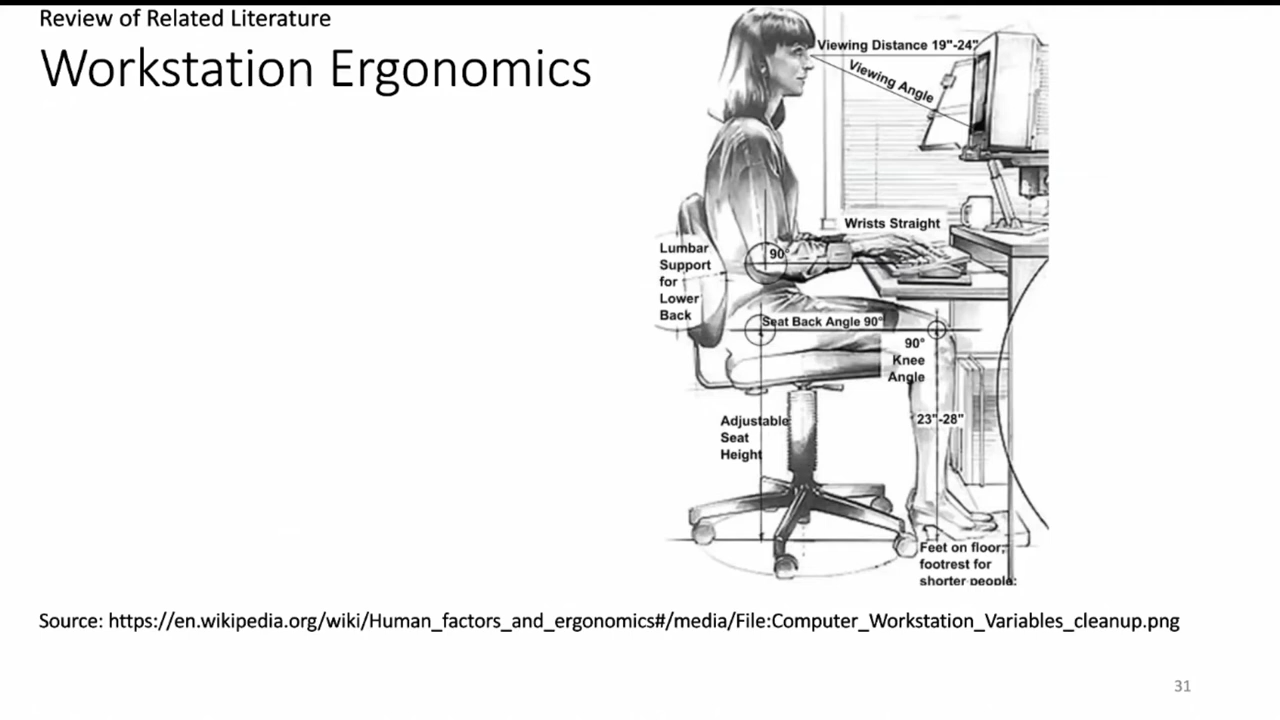 Review of Related Literature
Workstation Ergonomics
Viewing Distance 19"-24"
Viewing Angle
Wrists Straight
90°
Lumbar
Support
for
Lower
Back
Seat Back Angle 90°
90°
Knee
Angle
Adjustable
Seat
Height
23"-28"
Feet on floor,
footrest for
shorter people.
Source: https://en.wikipedia.org/wiki/Human_factors_and_ergonomics#/media/File:Computer_Workstation_Variables_cleanup.png
31